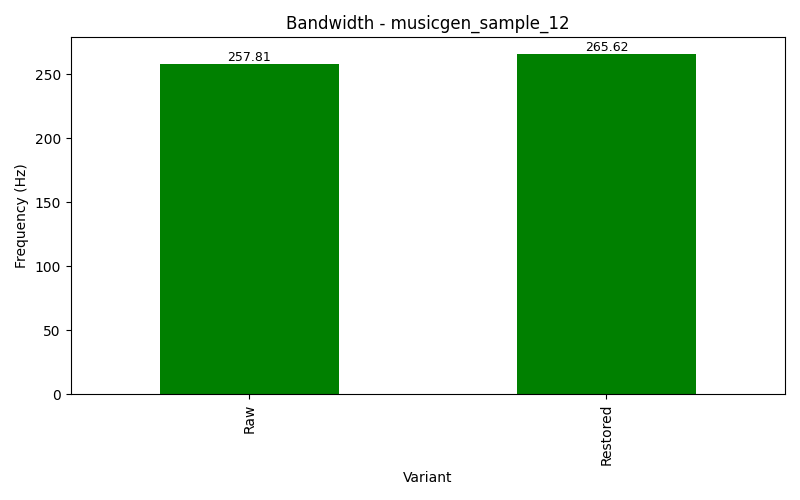 Bandwidth - musicgen_sample_12
257.81
265.62
Frequency (Hz)
250
200
150
100
50
0
Raw
Restored
Variant